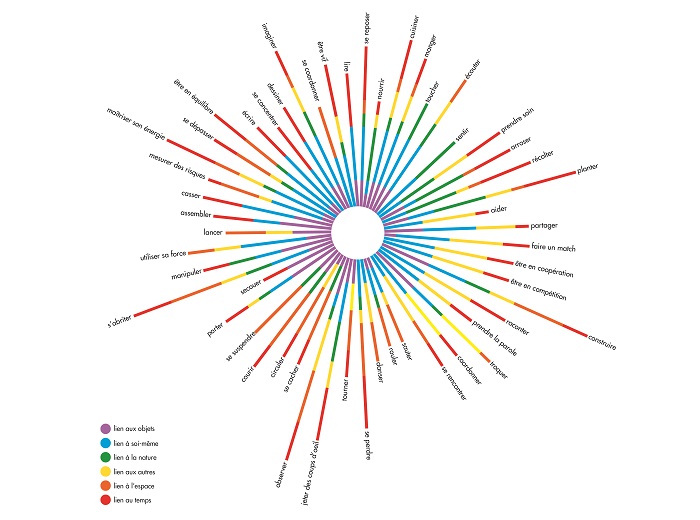 se reposer
cuisiner
manger
nourrir
toucher
écouter
sentir
prendre soin
arroser
récolter
planter
aider
partager
faire un match
être en coopération
être en compétition
construire
raconter
prendre la parole
troquer
coordonner
se rencontrer
sauter
rouler
danser
se perdre
tourner
jeter des coups d'oeil
observer
se cacher
circuler
courir
se suspendre
porter
secouer
s'abriter
manipuler
utiliser sa force
lancer
assembler
casser
mesurer des risques
maîtriser son énergie
se dépasser
être en équilibre
écrire
se concentrer
dessiner
imaginer
se coordonner
être vif
lire
lien aux objets
lien à soi-même
lien à la nature
lien aux autres
lien à l'espace
lien au temps